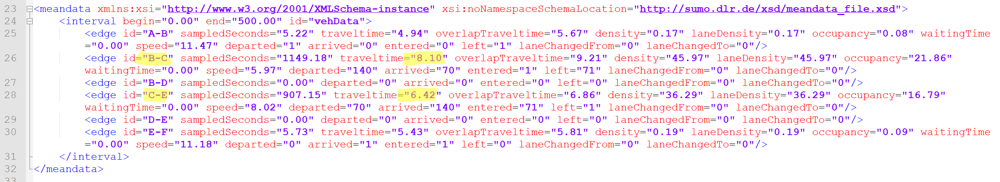 23 <meandata xmlns:xsi="http://www.w3.org/2001/XMLSchema-instance" xsi:noNamespaceSchemaLocation="http://sumo.dlr.de/xsd/meandata_file.xsd">
24 <interval begin="0.00" end="500.00" id="vehData">
25 <edge id="A-B" sampledSeconds="5.22" traveltime="4.94" overlapTraveltime="5.67" density="0.17" laneDensity="0.17" occupancy="0.08" waitingTime
="0.00" speed="11.47" departed="1" arrived="0" entered="0" left="1" laneChangedFrom="0" laneChangedTo="0"/>
26 <edge id="B-C" sampledSeconds="1149.18" traveltime="8.10" overlapTraveltime="9.21" density="45.97" laneDensity="45.97" occupancy="21.86"
waitingTime="0.00" speed="5.97" departed="140" arrived="70" entered="1" left="71" laneChangedFrom="0" laneChangedTo="0"/>
27 <edge id="B-D" sampledSeconds="0.00" departed="0" arrived="0" entered="0" left="0" laneChangedFrom="0" laneChangedTo="0"/>
28 <edge id="C-E" sampledSeconds="907.15" traveltime="6.42" overlapTraveltime="6.86" density="36.29" laneDensity="36.29" occupancy="16.79"
waitingTime="0.00" speed="8.02" departed="70" arrived="140" entered="71" left="1" laneChangedFrom="0" laneChangedTo="0"/>
29 <edge id="D-E" sampledSeconds="0.00" departed="0" arrived="0" entered="0" left="0" laneChangedFrom="0" laneChangedTo="0"/>
30 <edge id="E-F" sampledSeconds="5.73" traveltime="5.43" overlapTraveltime="5.81" density="0.19" laneDensity="0.19" occupancy="0.09" waitingTime
="0.00" speed="11.18" departed="0" arrived="1" entered="1" left="0" laneChangedFrom="0" laneChangedTo="0"/>
31 </interval>
32 </meandata>
33